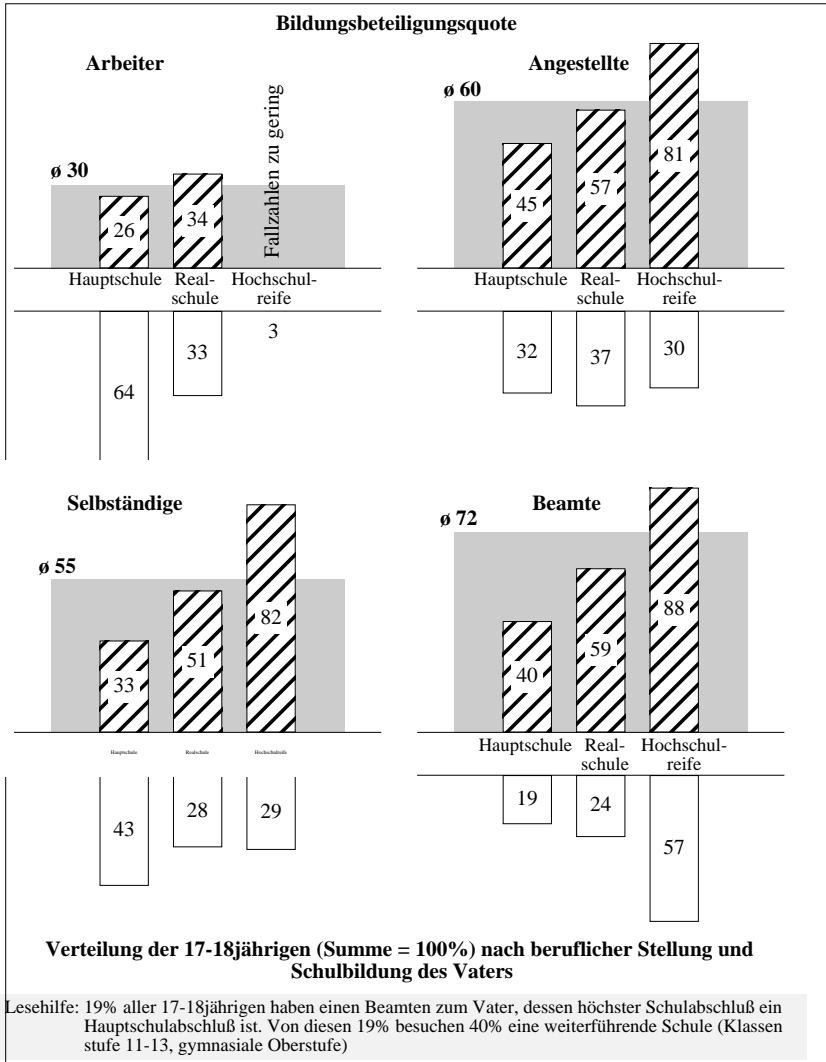 Bildungsbeteiligungsquote
Arbeiter
ø 30
26
34
Fallzahlen zu gering
Hauptschule Real- Hochschul-
schule reife
64
33
3
Angestellte
ø 60
45
57
81
Hauptschule Real- Hochschul-
schule reife
32
37
30
Selbständige
ø 55
33
51
82
Hauptschule Realschule Hochschulreife
43
28
29
Beamte
ø 72
40
59
88
Hauptschule Real- Hochschul-
schule reife
19
24
57
Verteilung der 17-18jährigen (Summe = 100%) nach beruflicher Stellung und
Schulbildung des Vaters
Lesehilfe: 19% aller 17-18jährigen haben einen Beamten zum Vater, dessen höchster Schulabschluß ein
Hauptschulabschluß ist. Von diesen 19% besuchen 40% eine weiterführende Schule (Klassen
stufe 11-13, gymnasiale Oberstufe)